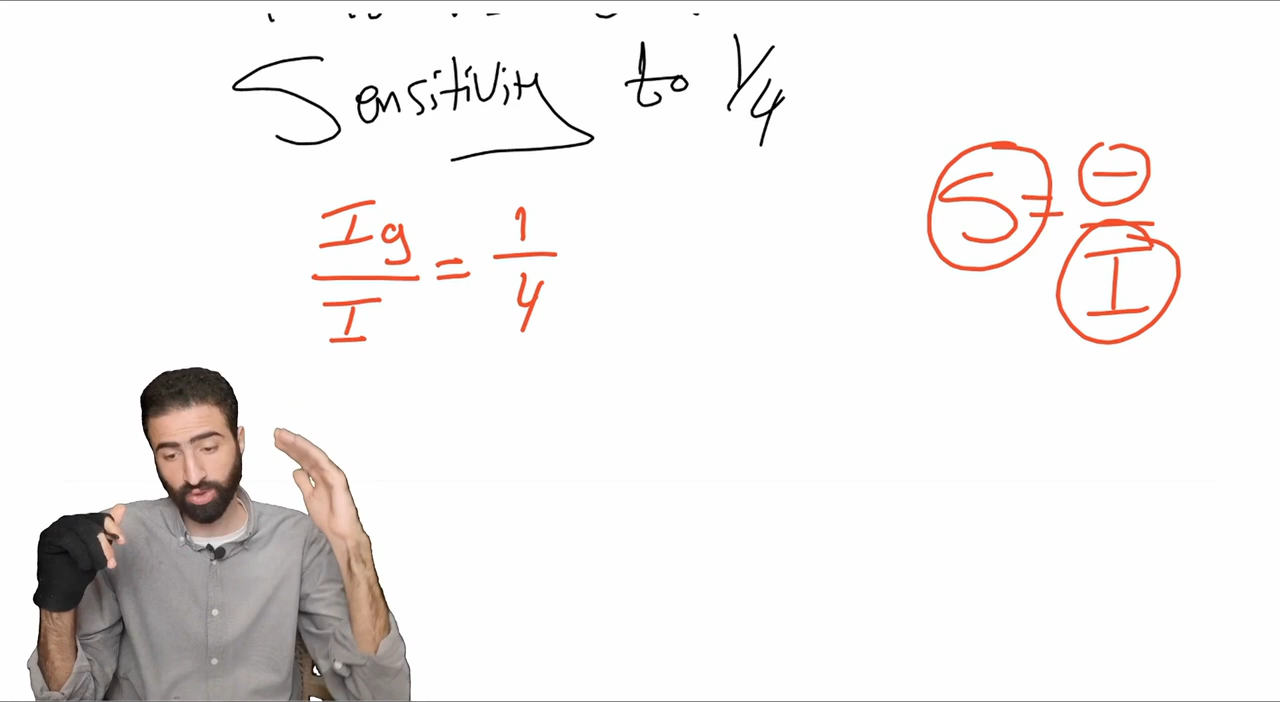 Sensitivity to 1/4
Ig/I = 1/4
S = Θ/I